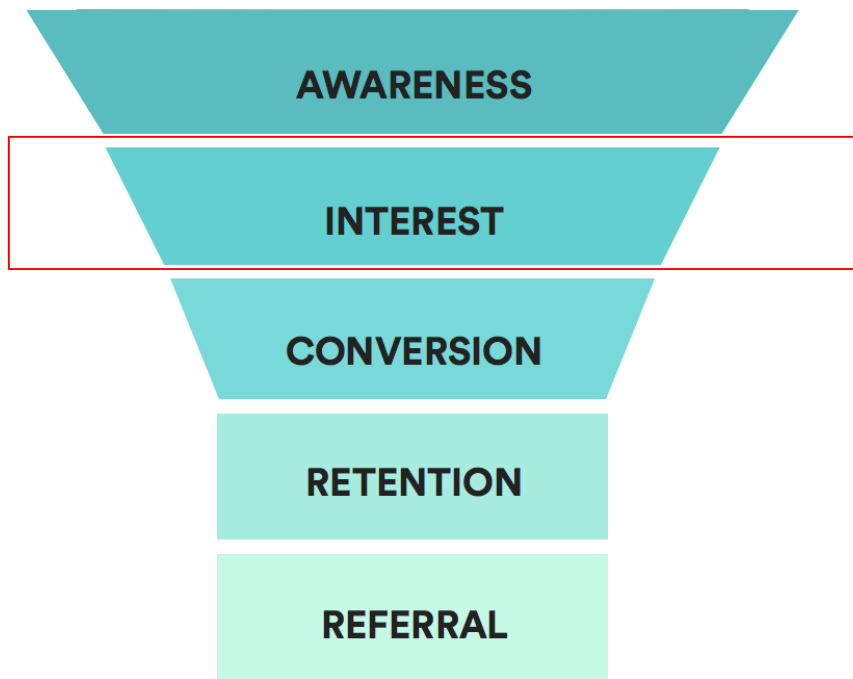 AWARENESS
INTEREST
CONVERSION
RETENTION
REFERRAL